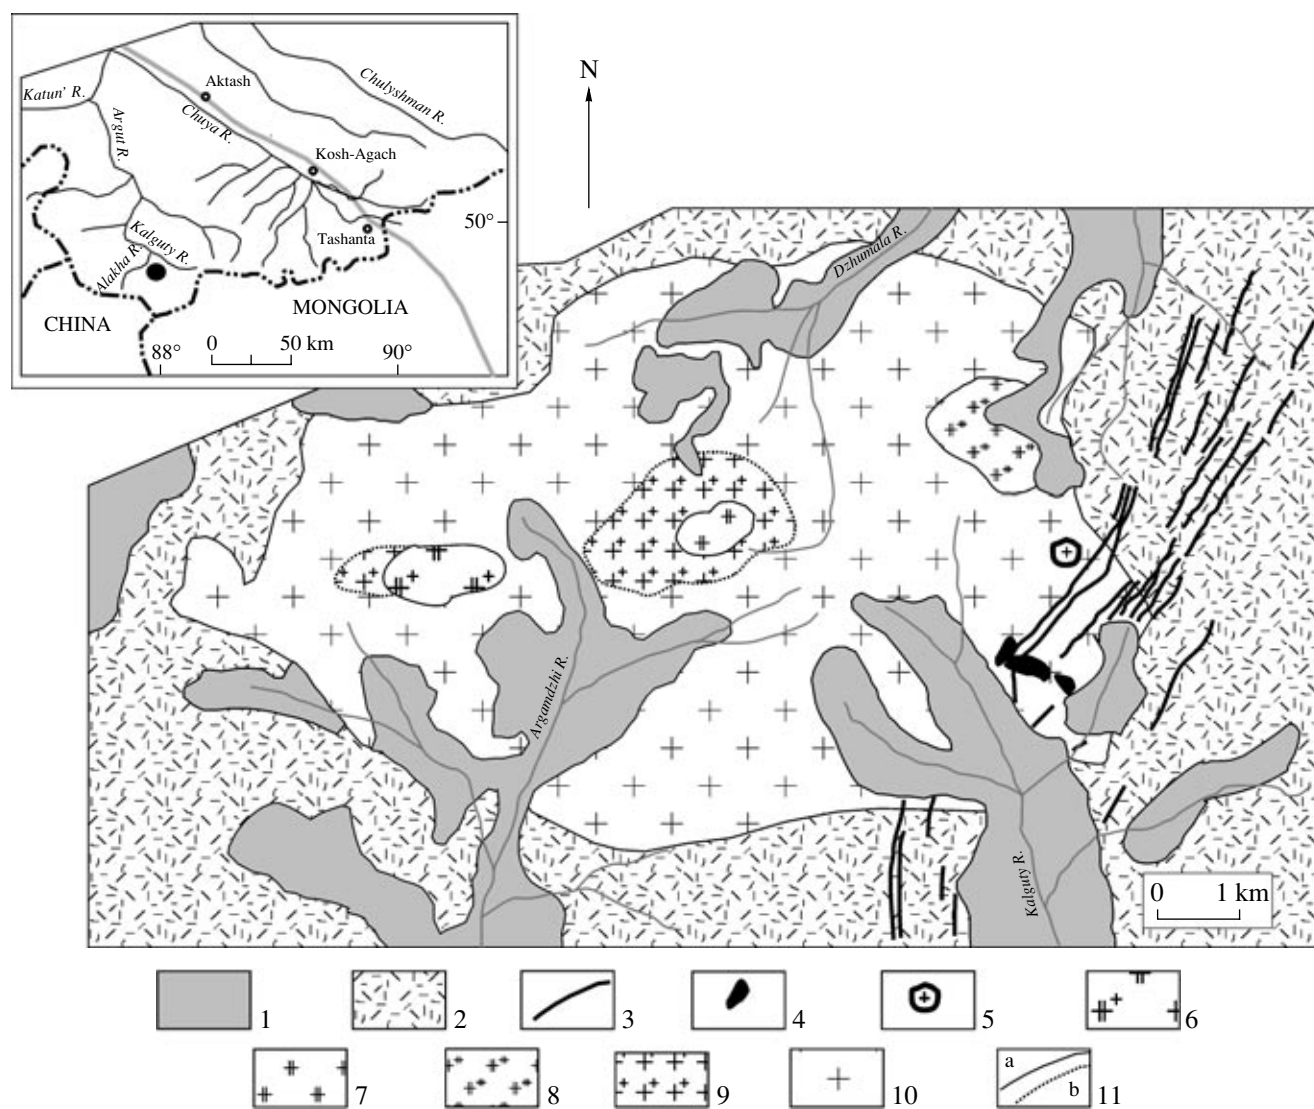 Katun' R.
Aktash
Chulyshman R.
Argut R.
Chuya R.
Kosh-Agach
50°
Kalguty R.
Tashanta
Alakha R.
MONGOLIA
CHINA
0 50 km
88° 90°
N
Dzhumala R.
Argamdzhi R.
Kalguty R.
0 1 km
1 2 3 4 5 6
7 8 9 10 a b 11